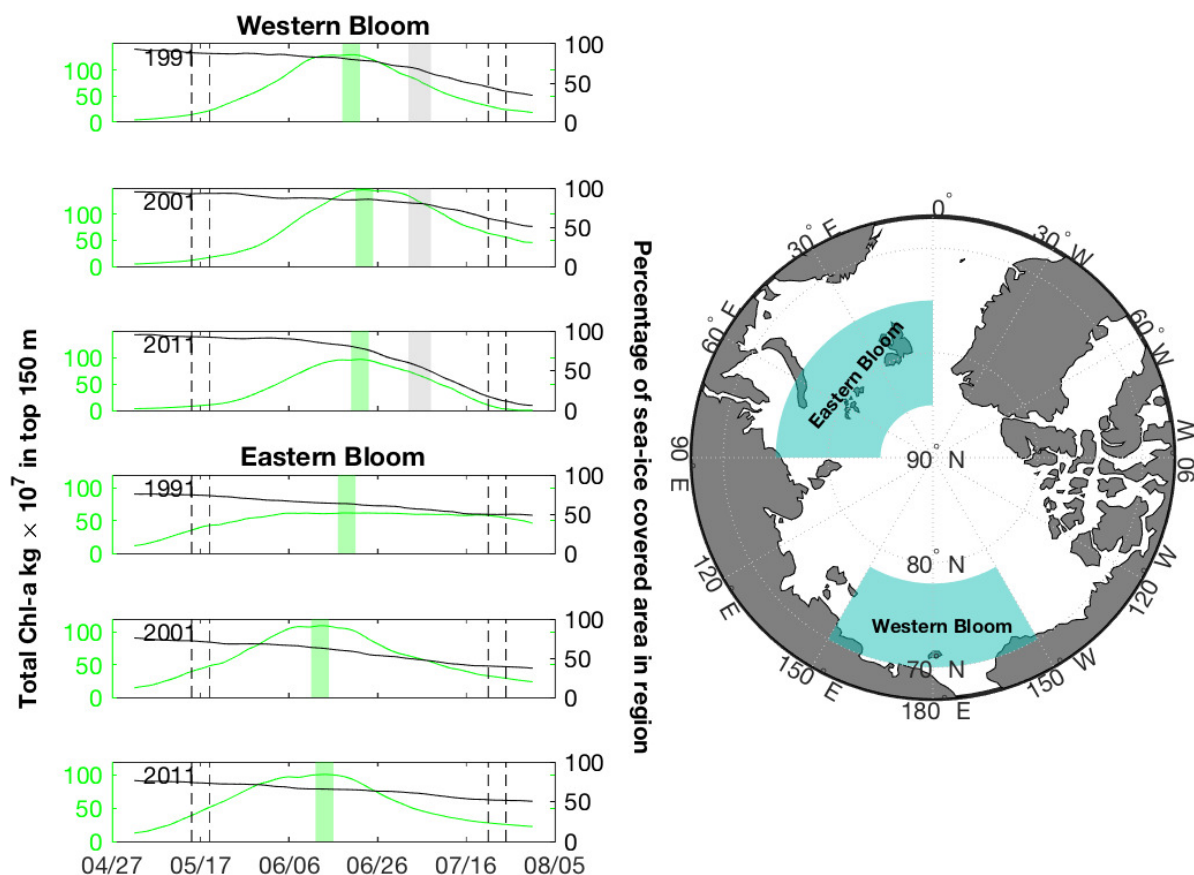 Western Bloom
1991
100
50
0
100
50
0
2001
100
50
0
100
50
0
2011
100
50
0
100
50
0
Eastern Bloom
1991
100
50
0
100
50
0
2001
100
50
0
100
50
0
2011
100
50
0
100
50
0
04/27 05/17 06/06 06/26 07/16 08/05
Total Chl-a kg × 10⁷ in top 150 m
Percentage of sea-ice covered area in region
0°
30° W
60° W
90 W
120 W
150° W
180° E
150 E
120 E
90° E
60° E
30° E
90° N
80° N
70° N
Eastern Bloom
Western Bloom